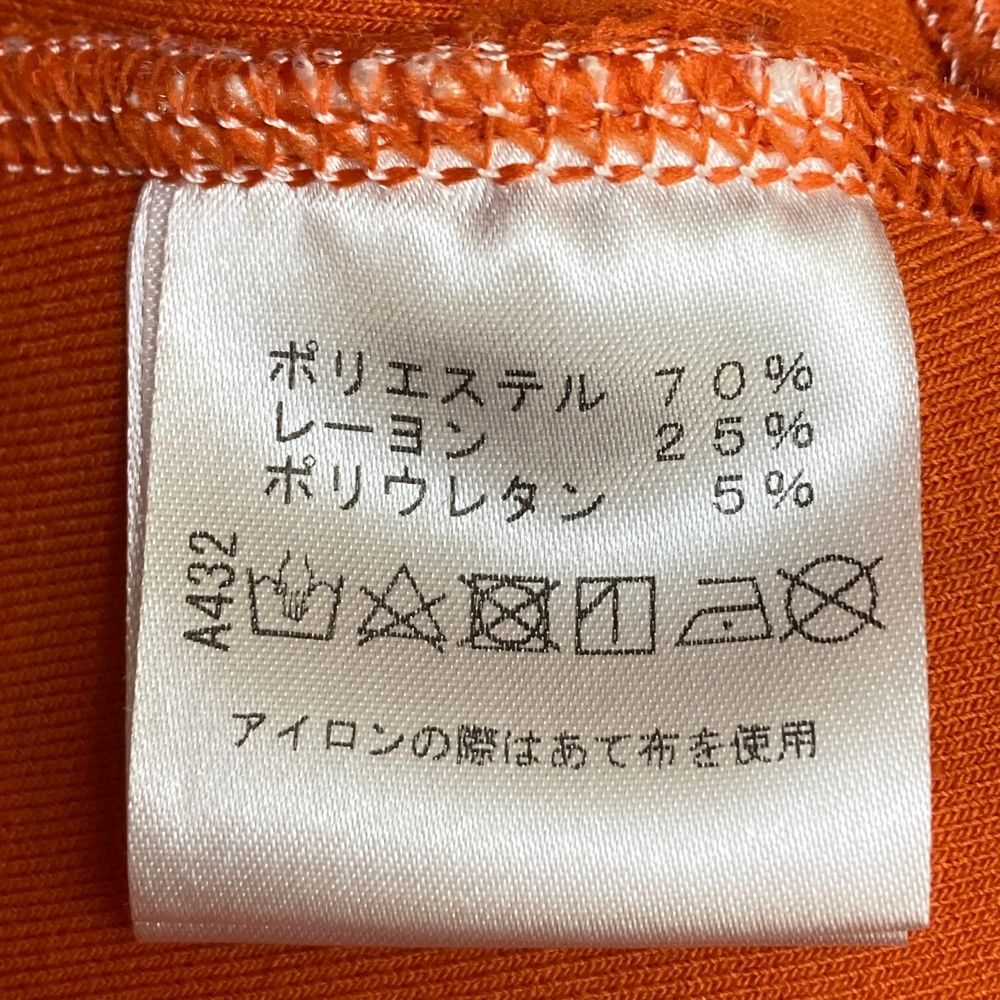 ポリエステル 70%
レーヨン 25%
ポリウレタン 5%
A432
アイロンの際はあて布を使用